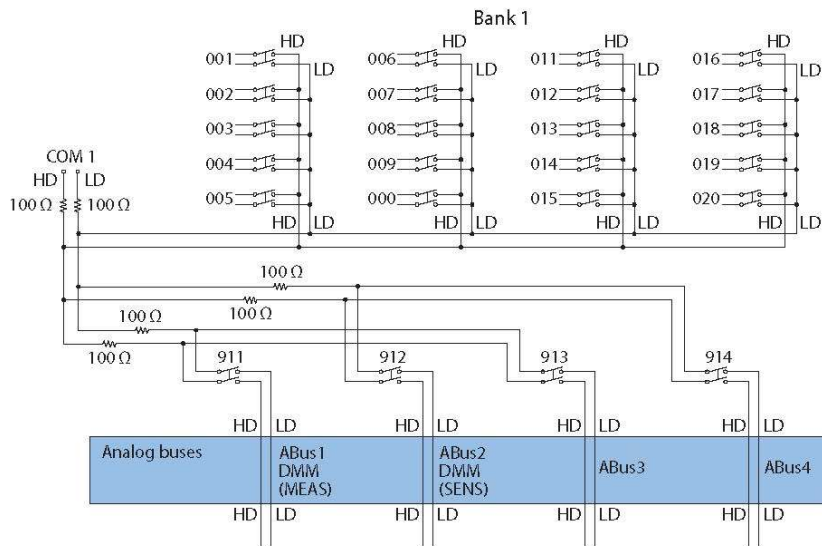 Bank 1
HD HD HD HD
001 006 011 016
LD LD LD LD
002 007 012 017
003 008 013 018
COM 1
004 009 014 019
HD LD
005 000 015 020
100 Ω 100 Ω
HD LD HD LD HD LD HD LD
100 Ω
100 Ω
100 Ω
100 Ω
911 912 913 914
HD LD HD LD HD LD HD LD
Analog buses
ABus1
DMM
(MEAS)
ABus2
DMM
(SENS)
ABus3
ABus4
HD LD HD LD HD LD HD LD